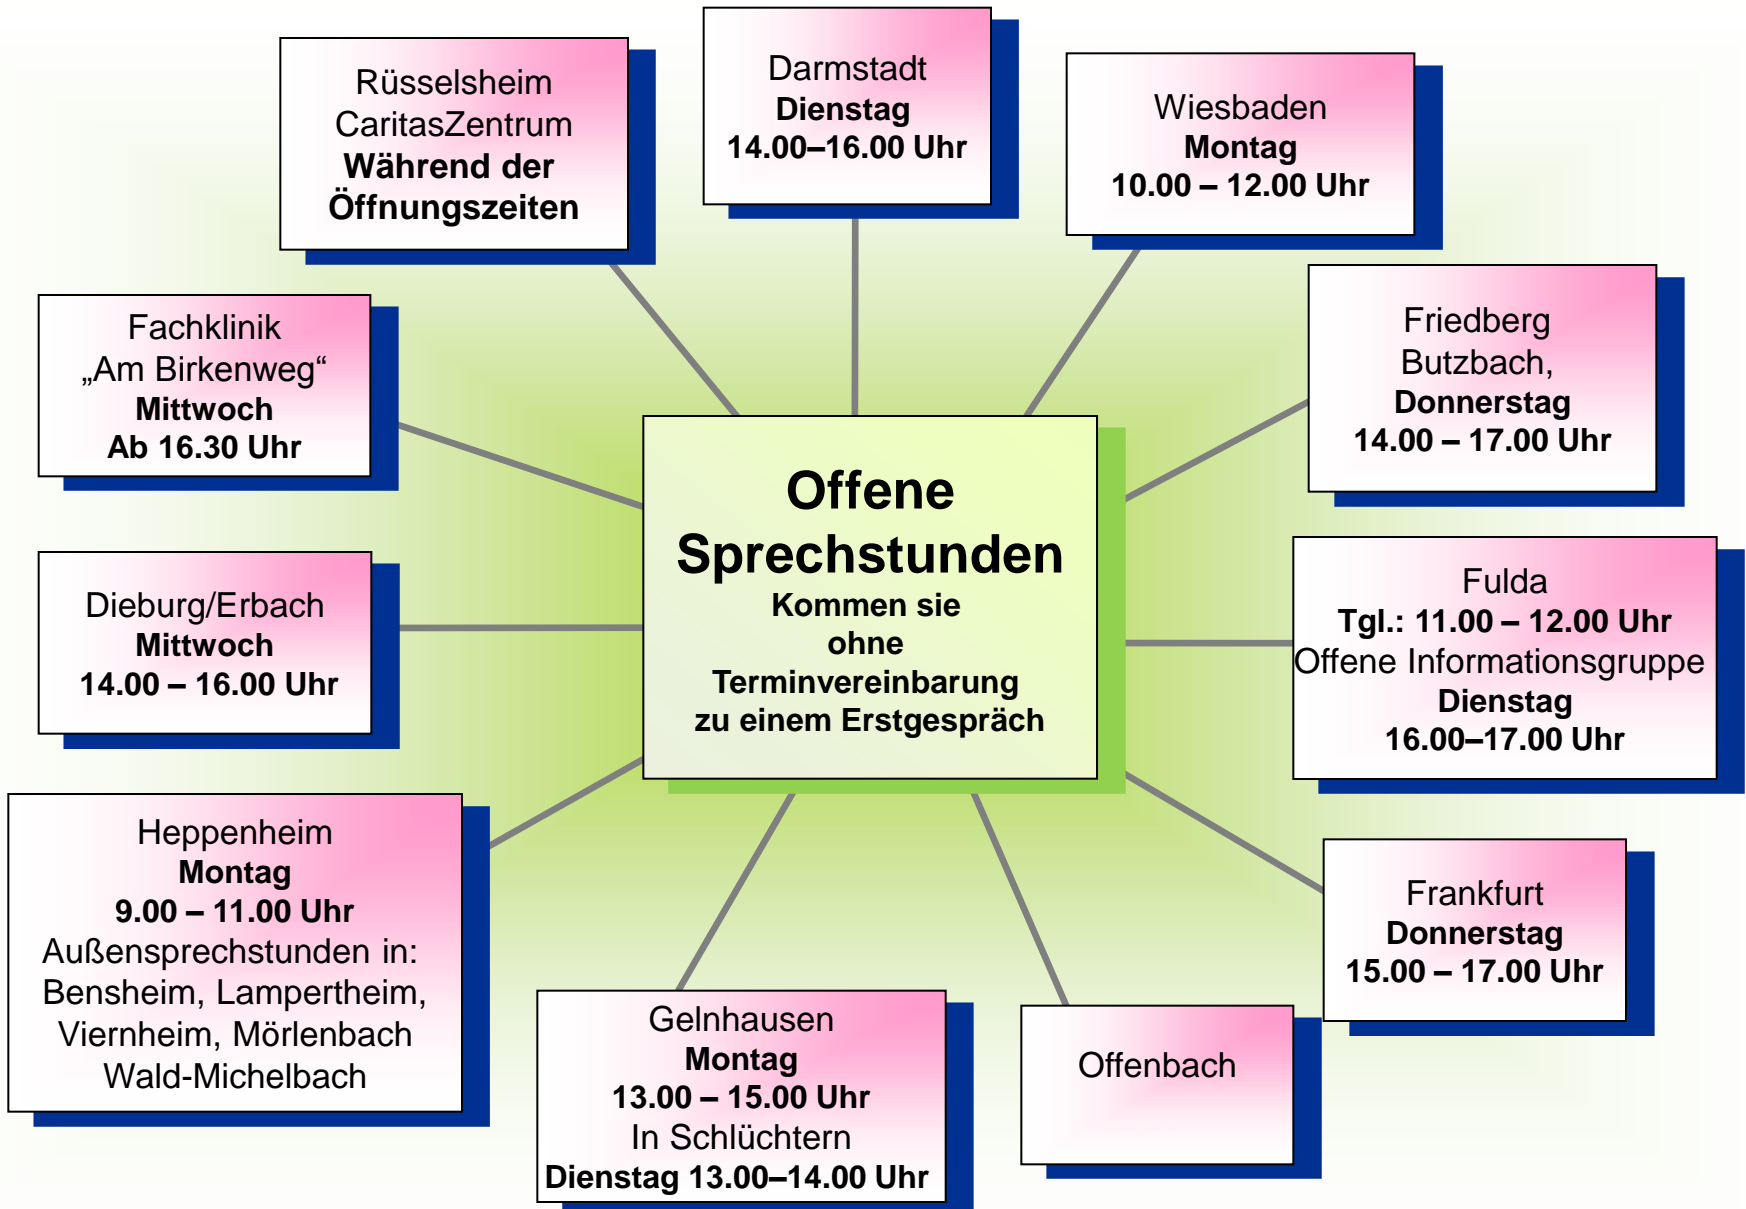 Rüsselsheim
CaritasZentrum
Während der
Öffnungszeiten
Darmstadt
Dienstag
14.00–16.00 Uhr
Wiesbaden
Montag
10.00 – 12.00 Uhr
Fachklinik
„Am Birkenweg“
Mittwoch
Ab 16.30 Uhr
Friedberg
Butzbach,
Donnerstag
14.00 – 17.00 Uhr
Offene
Sprechstunden
Kommen sie
ohne
Terminvereinbarung
zu einem Erstgespräch
Dieburg/Erbach
Mittwoch
14.00 – 16.00 Uhr
Fulda
Tgl.: 11.00 – 12.00 Uhr
Offene Informationsgruppe
Dienstag
16.00–17.00 Uhr
Heppenheim
Montag
9.00 – 11.00 Uhr
Außensprechstunden in:
Bensheim, Lampertheim,
Viernheim, Mörlenbach
Wald-Michelbach
Gelnhausen
Montag
13.00 – 15.00 Uhr
In Schlüchtern
Dienstag 13.00–14.00 Uhr
Offenbach
Frankfurt
Donnerstag
15.00 – 17.00 Uhr